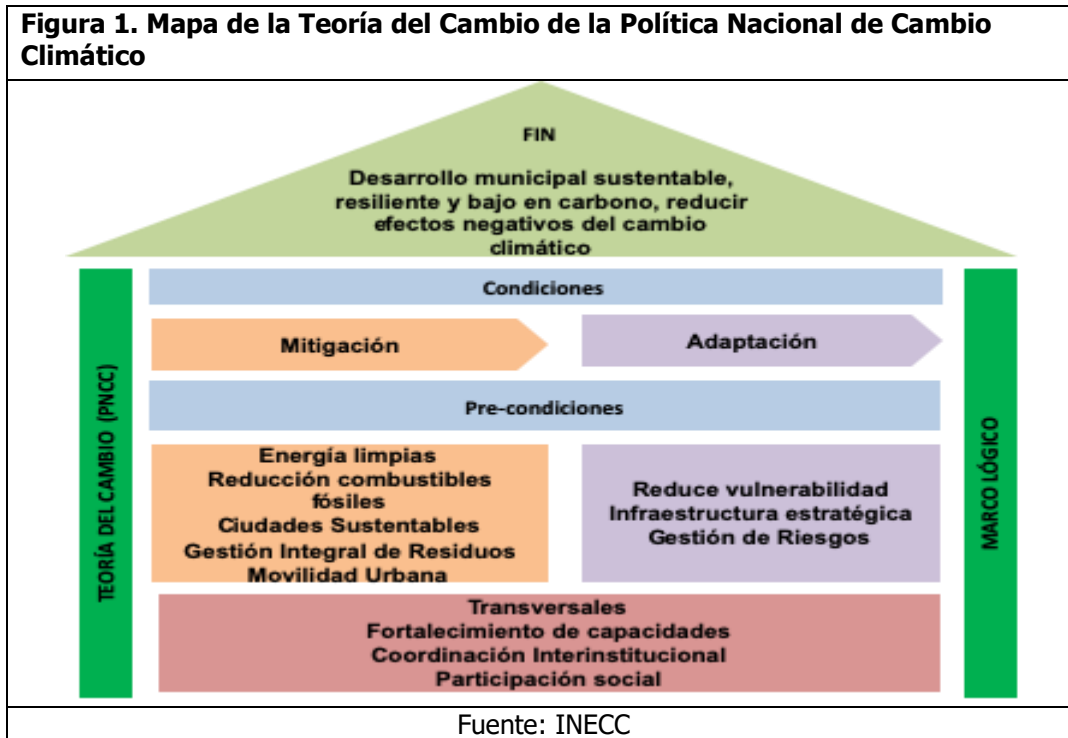 Figura 1. Mapa de la Teoría del Cambio de la Política Nacional de Cambio
Climático
FIN
Desarrollo municipal sustentable,
resiliente y bajo en carbono, reducir
efectos negativos del cambio
climático
TEORÍA DEL CAMBIO (PNCC)
Condiciones
Mitigación
Adaptación
Pre-condiciones
Energía limpias
Reducción combustibles
fósiles
Ciudades Sustentables
Gestión Integral de Residuos
Movilidad Urbana
Reduce vulnerabilidad
Infraestructura estratégica
Gestión de Riesgos
Transversales
Fortalecimiento de capacidades
Coordinación Interinstitucional
Participación social
MARCO LÓGICO
Fuente: INECC